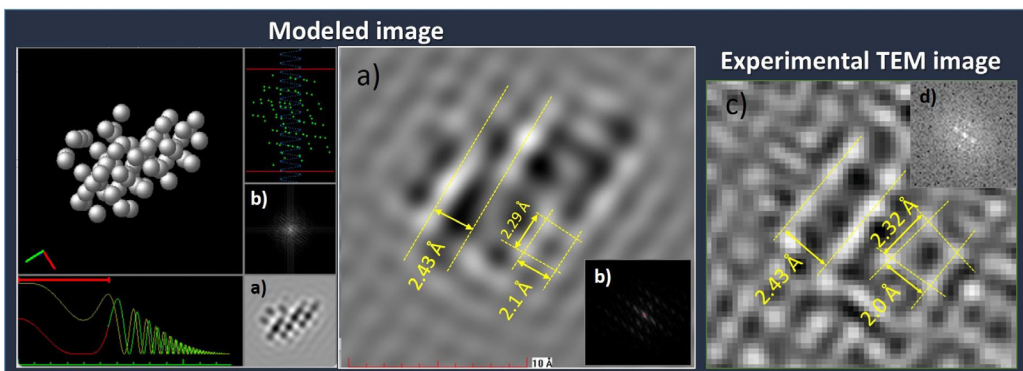 Modeled image
Experimental TEM image
b)
a)
a)
2.43 Å
2.29 Å
2.1 Å
b)
10 Å
c)
d)
2.43 Å
2.32 Å
2.0 Å